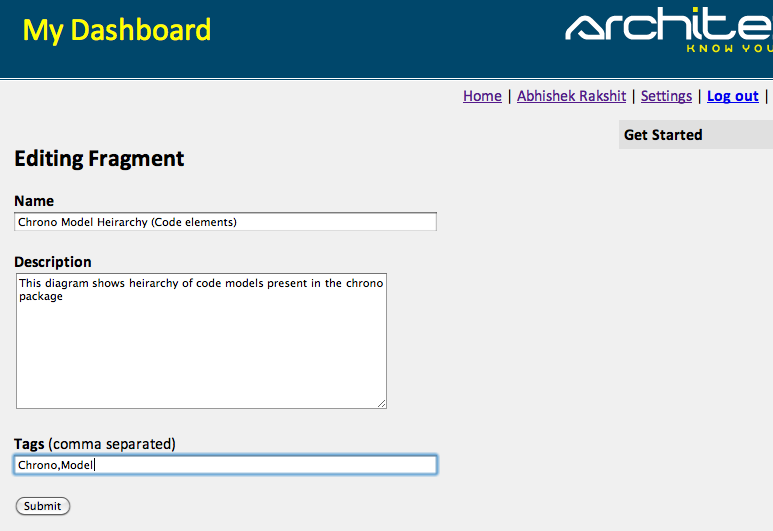 My Dashboard
archite
KNOW YOU
Home | Abhishek Rakshit | Settings | Log out |
Get Started
Editing Fragment
Name
Chrono Model Heirarchy (Code elements)
Description
This diagram shows heirarchy of code models present in the chrono
package
Tags (comma separated)
Chrono,Model
Submit